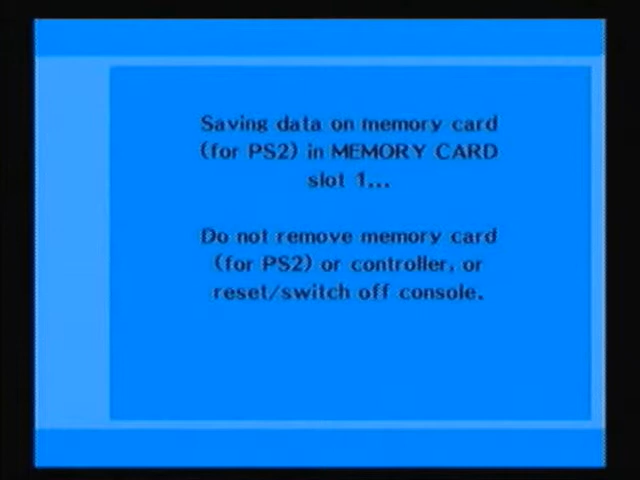 Saving data on memory card
(for PS2) in MEMORY CARD
slot 1...
Do not remove memory card
(for PS2) or controller, or
reset/switch off console.